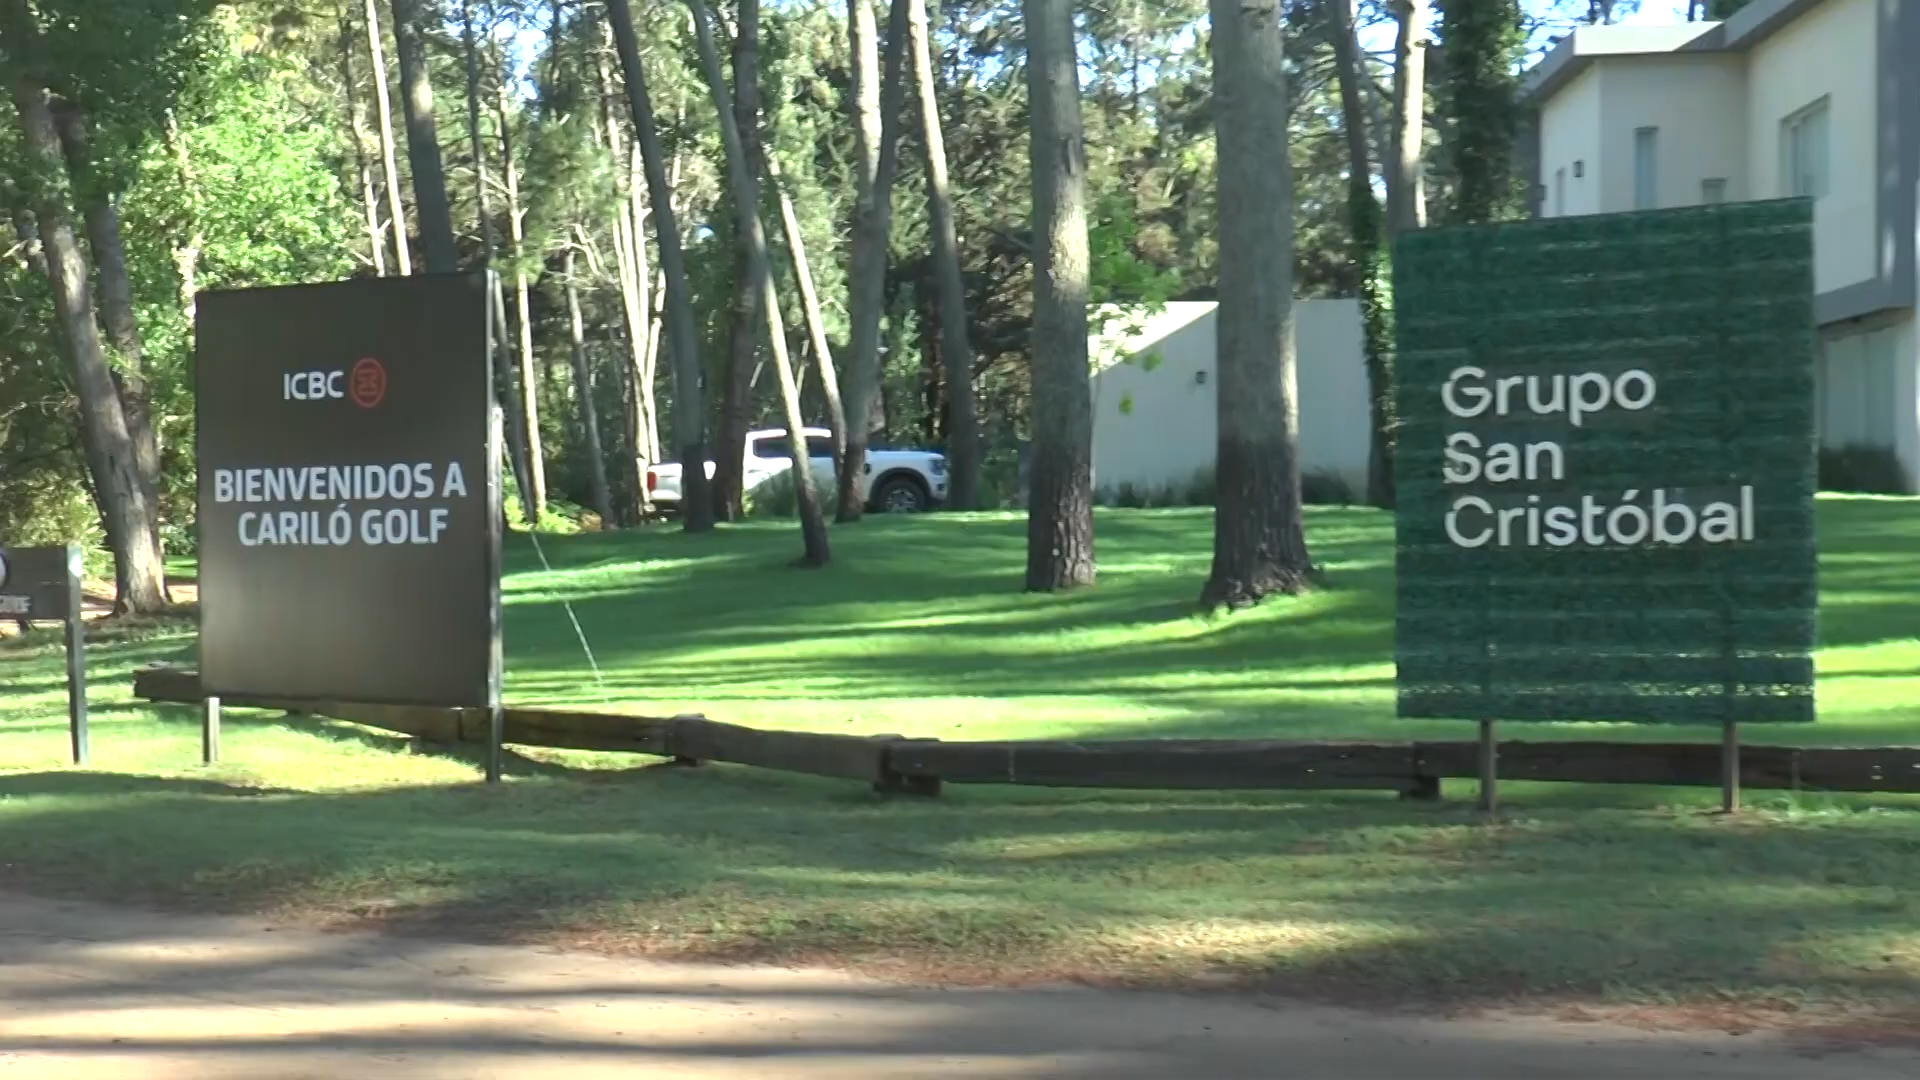 ICBC
BIENVENIDOS A
CARILÓ GOLF
Grupo
San
Cristóbal